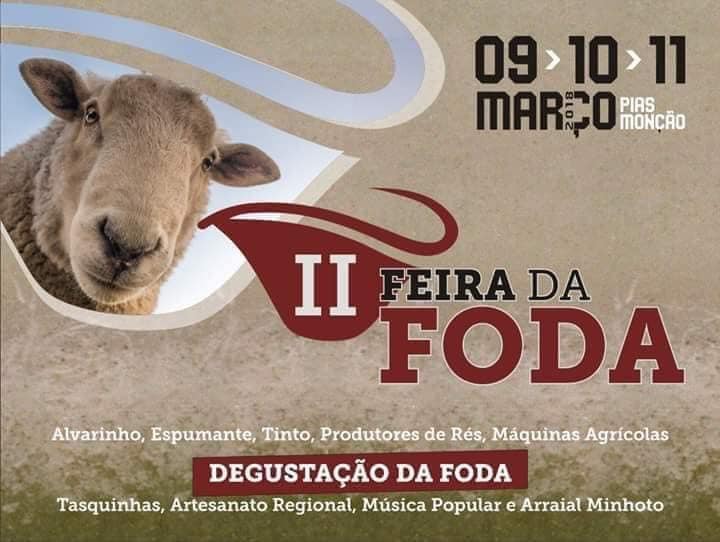 09 > 10 > 11
MARÇO 2018 PIAS MONÇÃO
II FEIRA DA
FODA
Alvarinho, Espumante, Tinto, Produtores de Rés, Máquinas Agrícolas
DEGUSTAÇÃO DA FODA
Tasquinhas, Artesanato Regional, Música Popular e Arraial Minhoto